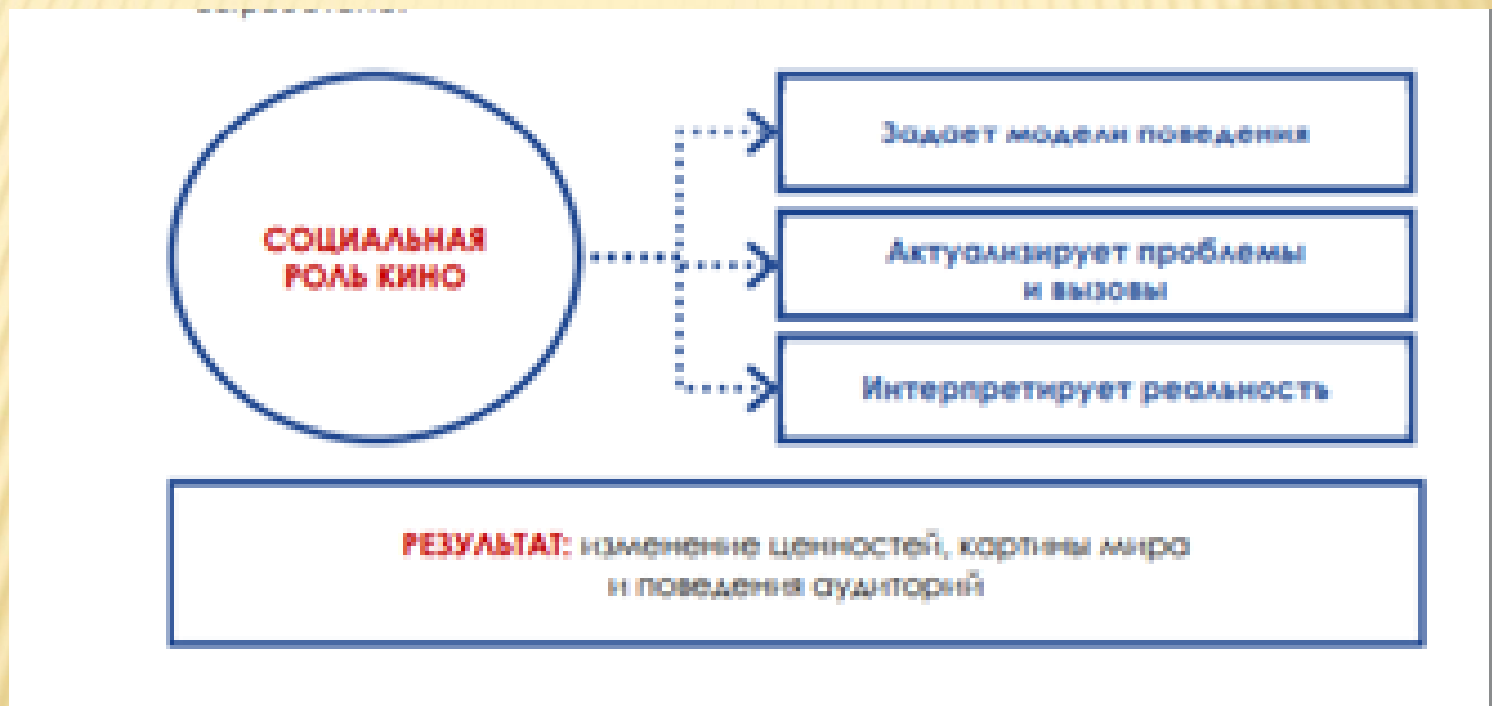 СОЦИАЛЬНАЯ
РОЛЬ КИНО
Задает модели поведения
Актуализирует проблемы
и вызовы
Интерпретирует реальность
РЕЗУЛЬТАТ: изменение ценностей, картины мира
и поведения аудиторий